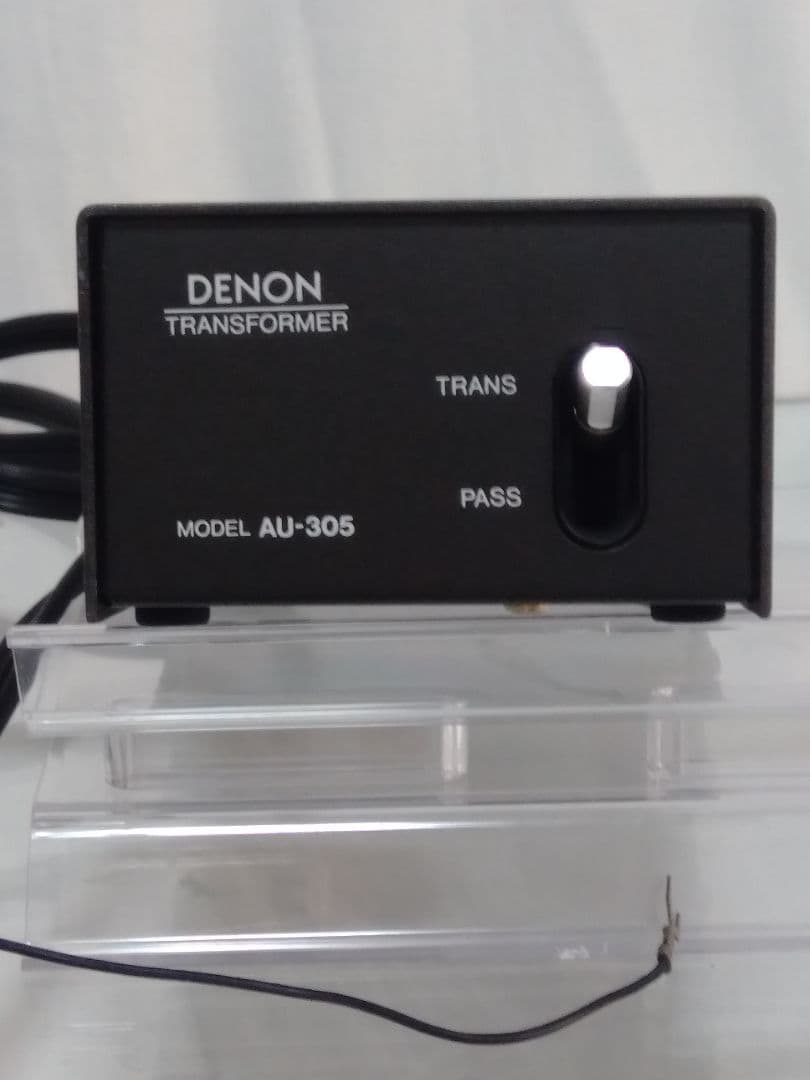 DENON
TRANSFORMER
TRANS
PASS
MODEL AU-305